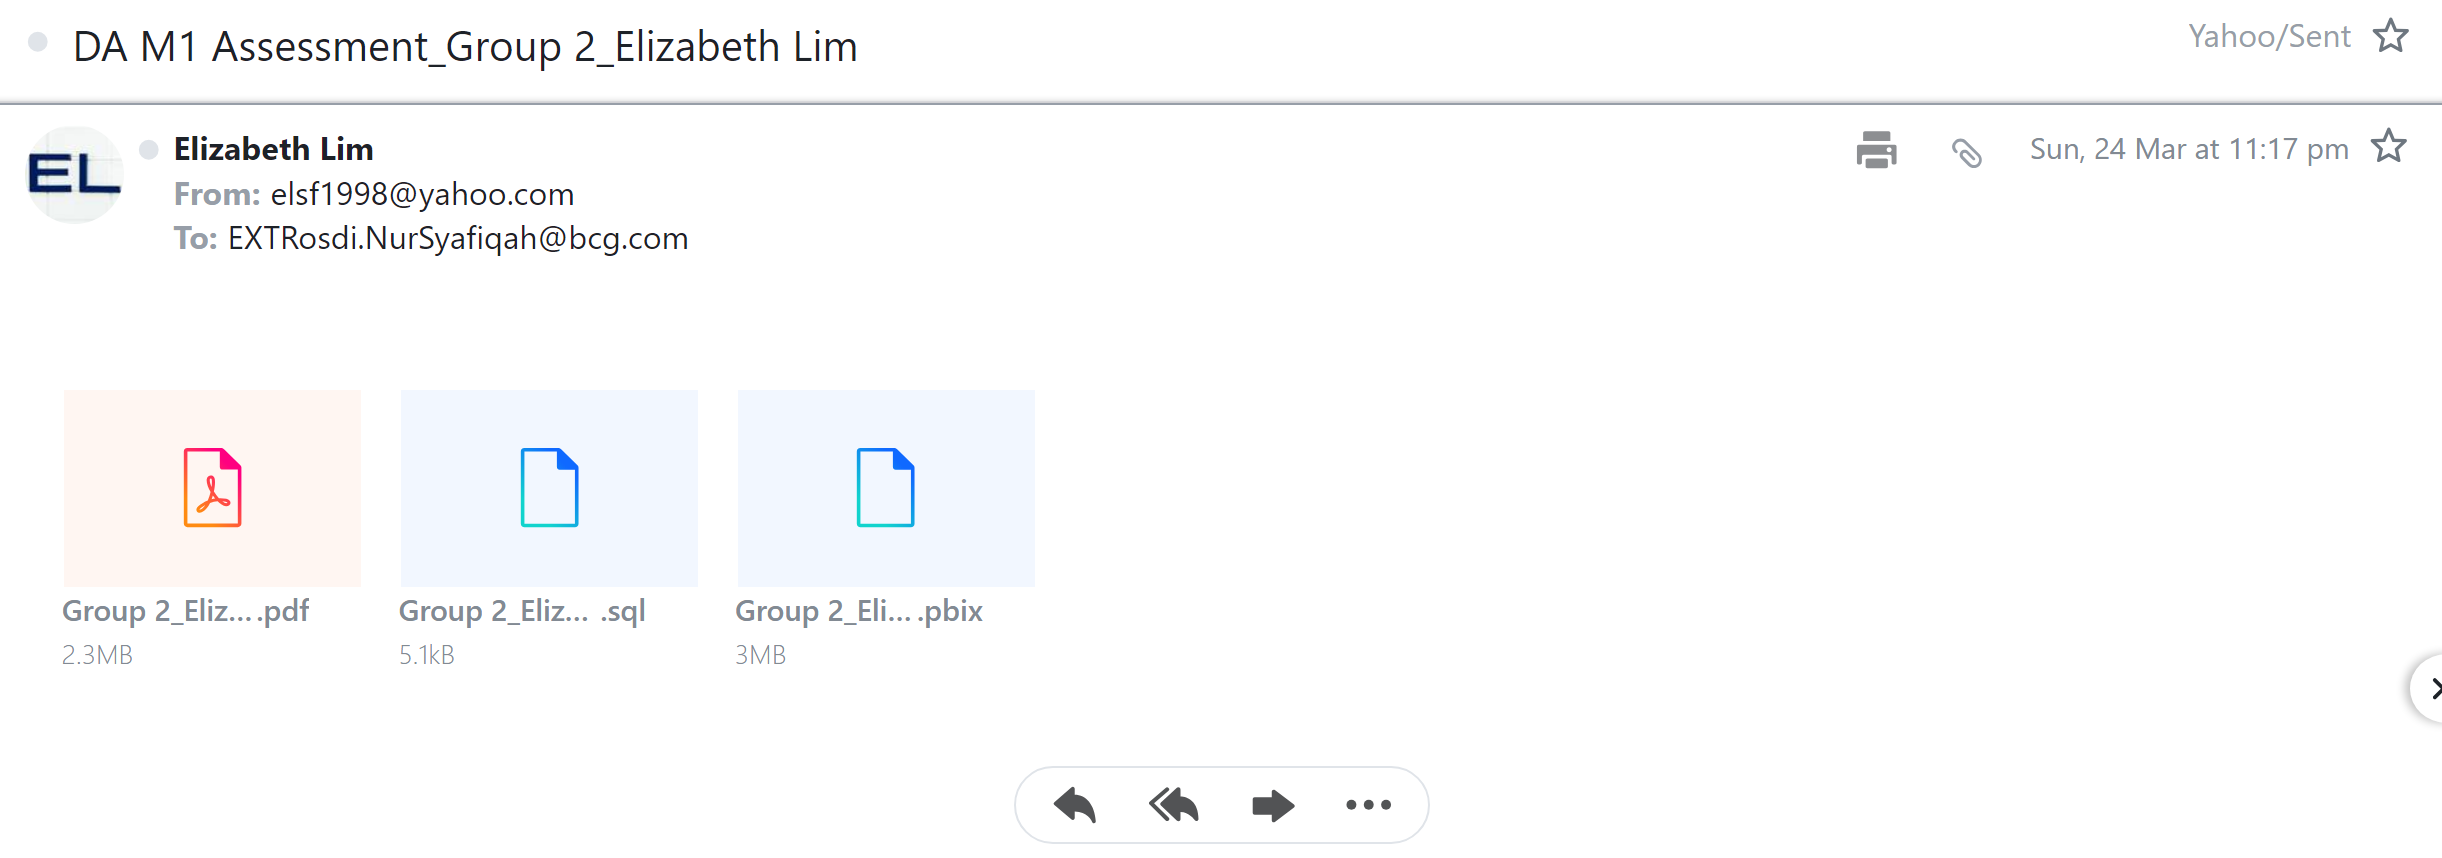 DA M1 Assessment_Group 2_Elizabeth Lim
Yahoo/Sent
EL
Elizabeth Lim
Sun, 24 Mar at 11:17 pm
From: elsf1998@yahoo.com
To: EXTRosdi.NurSyafiqah@bcg.com
Group 2_Eliz... .pdf
2.3MB
Group 2_Eliz... .sql
5.1kB
Group 2_Eli... .pbix
3MB